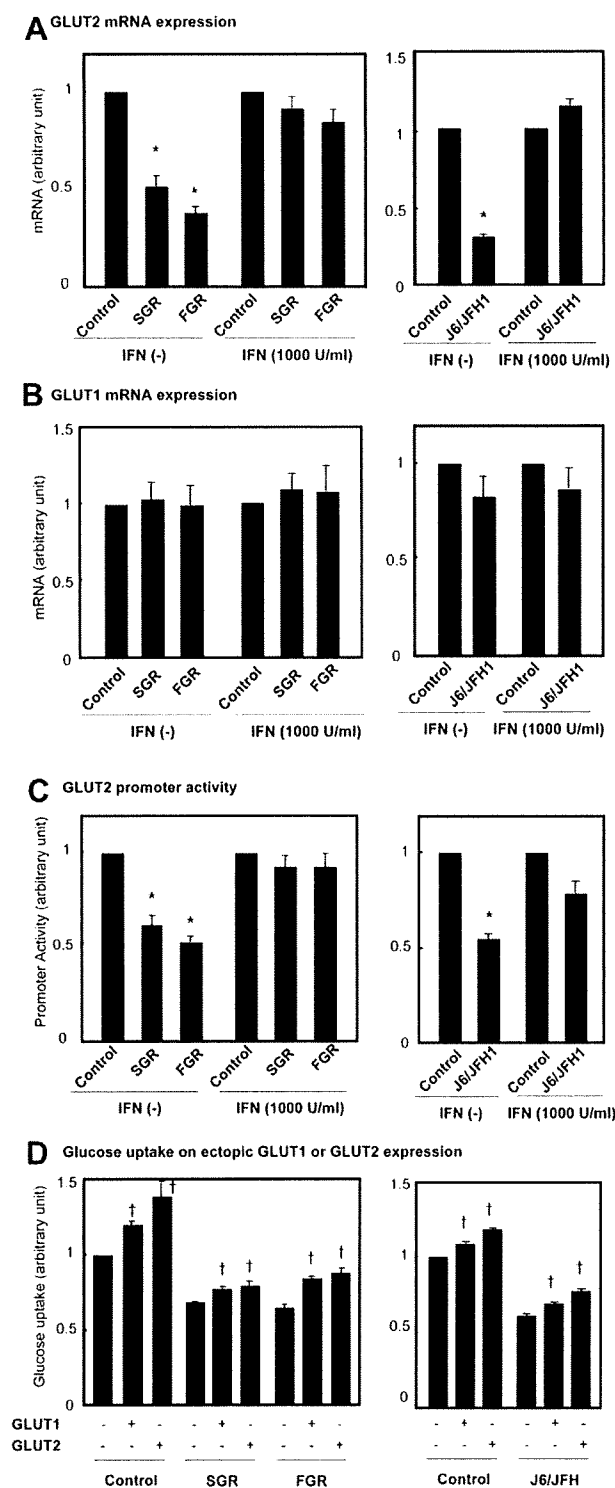 A GLUT2 mRNA expression
mRNA (arbitrary unit)
1
0.5
0
* *
Control SGR FGR Control SGR FGR
IFN (-) IFN (1000 U/ml)
1.5
1
0.5
0
*
Control J6/JFH1 Control J6/JFH1
IFN (-) IFN (1000 U/ml)
B GLUT1 mRNA expression
mRNA (arbitrary unit)
1.5
1
0.5
0
Control SGR FGR Control SGR FGR
IFN (-) IFN (1000 U/ml)
1
0.5
0
Control J6/JFH1 Control J6/JFH1
IFN (-) IFN (1000 U/ml)
C GLUT2 promoter activity
Promoter Activity (arbitrary unit)
1
0.5
0
* *
Control SGR FGR Control SGR FGR
IFN (-) IFN (1000 U/ml)
1
0.5
0
*
Control J6/JFH1 Control J6/JFH1
IFN (-) IFN (1000 U/ml)
D Glucose uptake on ectopic GLUT1 or GLUT2 expression
Glucose uptake (arbitrary unit)
1.5
1
0.5
0
† † † † † †
1.5
1
0.5
0
† † † †
GLUT1 - + - - + - - + - - + - - + -
GLUT2 - - + - - + - - + - - + - - +
Control SGR FGR Control J6/JFH